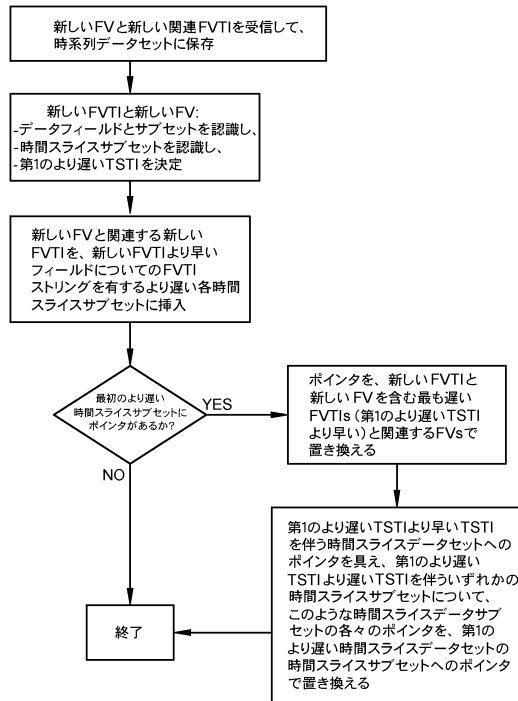 新しいFVと新しい関連FVTIを受信して、
時系列データセットに保存
新しいFVTIと新しいFV:
-データフィールドとサブセットを認識し、
-時間スライスサブセットを認識し、
-第1のより遅いTSTIを決定
新しいFVと関連する新しい
FVTIを、新しいFVTIより早い
フィールドについてのFVTI
ストリングを有するより遅い各時間
スライスサブセットに挿入
最初のより遅い
時間スライスサブセットに
ポインタがあるか?
YES
NO
ポインタを、新しいFVTIと
新しいFVを含む最も遅い
FVTIs(第1のより遅いTSTI
より早い)と関連するFVsで
置き換える
第1のより遅いTSTIより早いTSTI
を伴う時間スライスデータセットへの
ポインタを具え、第1のより遅い
TSTIより遅いTSTIを伴ういずれかの
時間スライスサブセットについて、
このような時間スライスデータサブ
セットの各々のポインタを、第1の
より遅い時間スライスデータセットの
時間スライスサブセットへのポインタ
で置き換える
終了